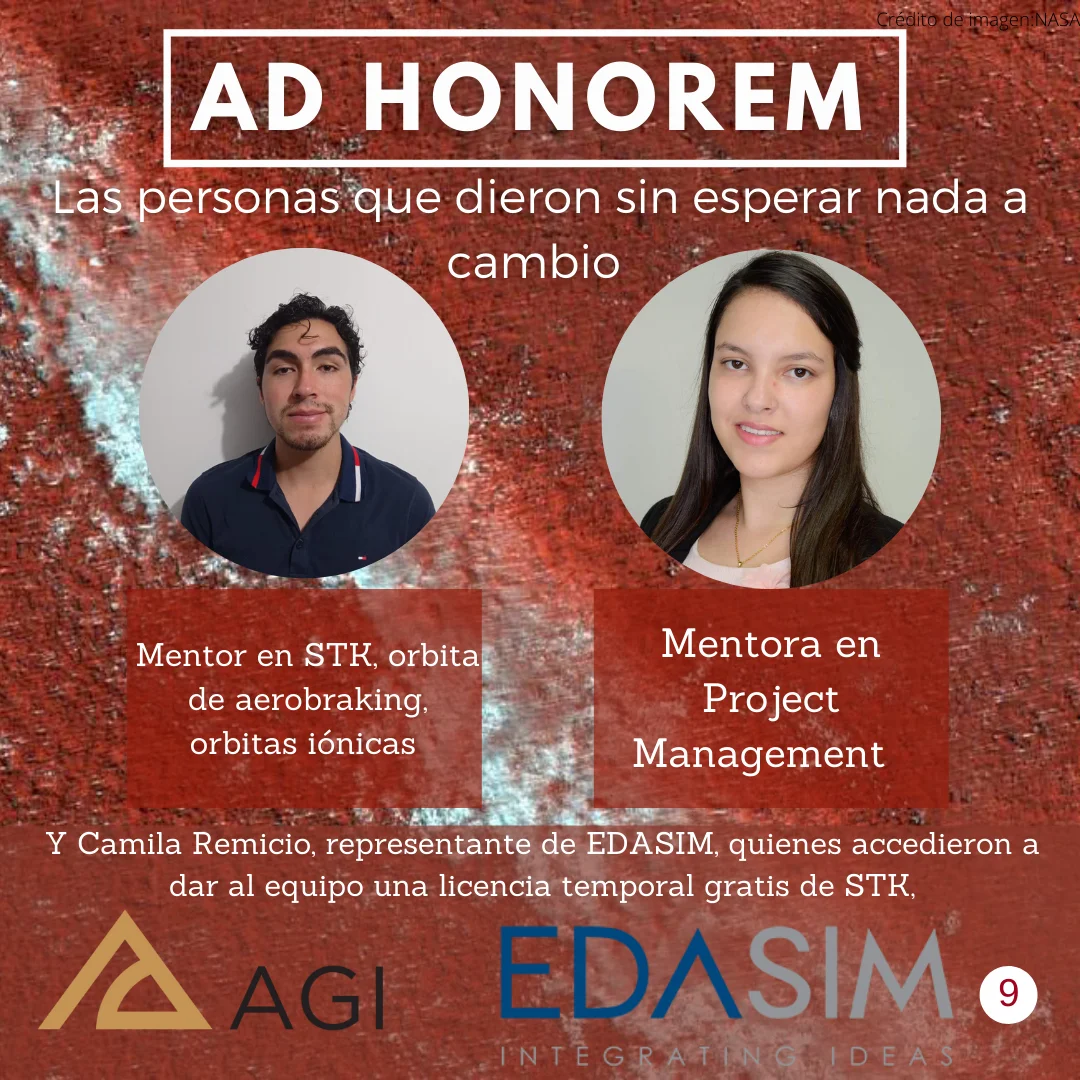 Crédito de imagen:NASA
AD HONOREM
Las personas que dieron sin esperar nada a
cambio
Mentor en STK, orbita
de aerobraking,
orbitas iónicas
Mentora en
Project
Management
Y Camila Remicio, representante de EDASIM, quienes accedieron a
dar al equipo una licencia temporal gratis de STK,
AGI
EDASIM
INTEGRATING IDEAS
9